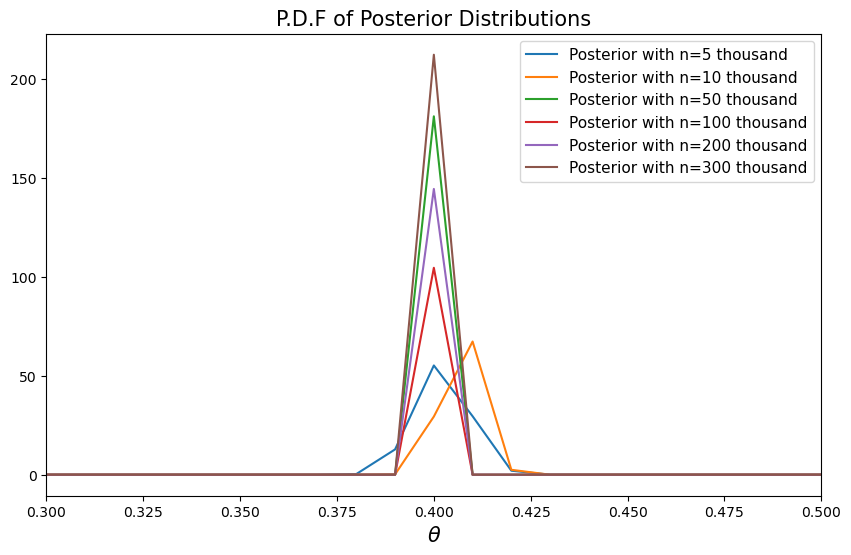 P.D.F of Posterior Distributions
Posterior with n=5 thousand
Posterior with n=10 thousand
Posterior with n=50 thousand
Posterior with n=100 thousand
Posterior with n=200 thousand
Posterior with n=300 thousand
200
150
100
50
0
0.300 0.325 0.350 0.375 0.400 0.425 0.450 0.475 0.500
θ